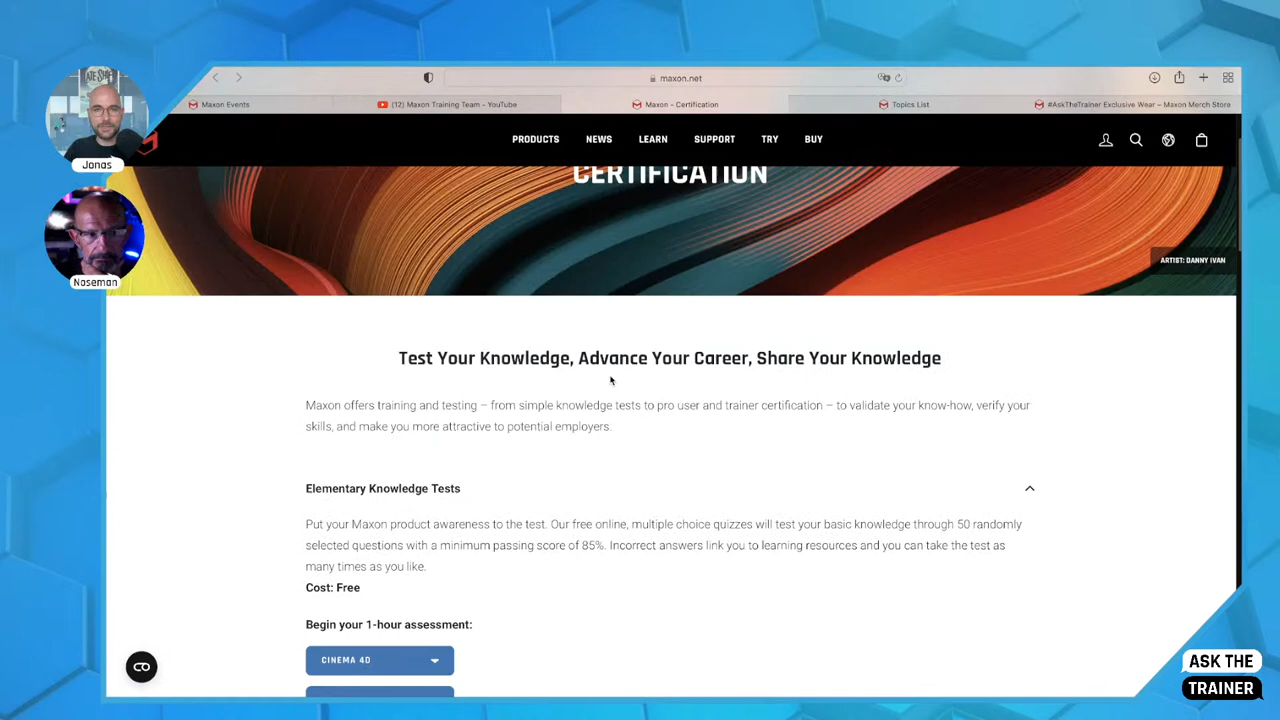 maxon.net
Maxon Events
(12) Maxon Training Team - YouTube
Maxon - Certification
Topics List
#AskTheTrainer Exclusive Wear – Maxon Merch Store
Jonas
PRODUCTS
NEWS
LEARN
SUPPORT
TRY
BUY
CERTIFICATION
Noseman
ARTIST: DANNY IVAN
Test Your Knowledge, Advance Your Career, Share Your Knowledge
Maxon offers training and testing – from simple knowledge tests to pro user and trainer certification – to validate your know-how, verify your
skills, and make you more attractive to potential employers.
Elementary Knowledge Tests
Put your Maxon product awareness to the test. Our free online, multiple choice quizzes will test your basic knowledge through 50 randomly
selected questions with a minimum passing score of 85%. Incorrect answers link you to learning resources and you can take the test as
many times as you like.
Cost: Free
Begin your 1-hour assessment:
CINEMA 4D
ASK THE
TRAINER